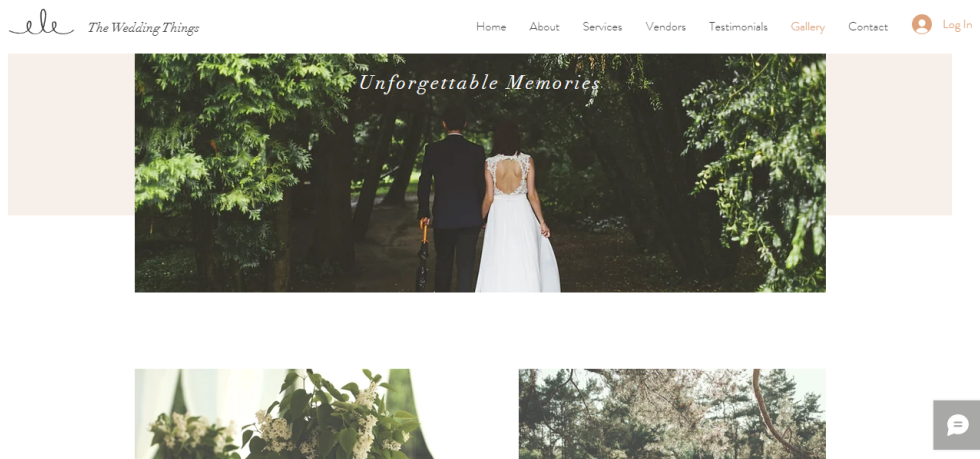 ele
The Wedding Things
Home About Services Vendors Testimonials Gallery Contact Log In
Unforgettable Memories